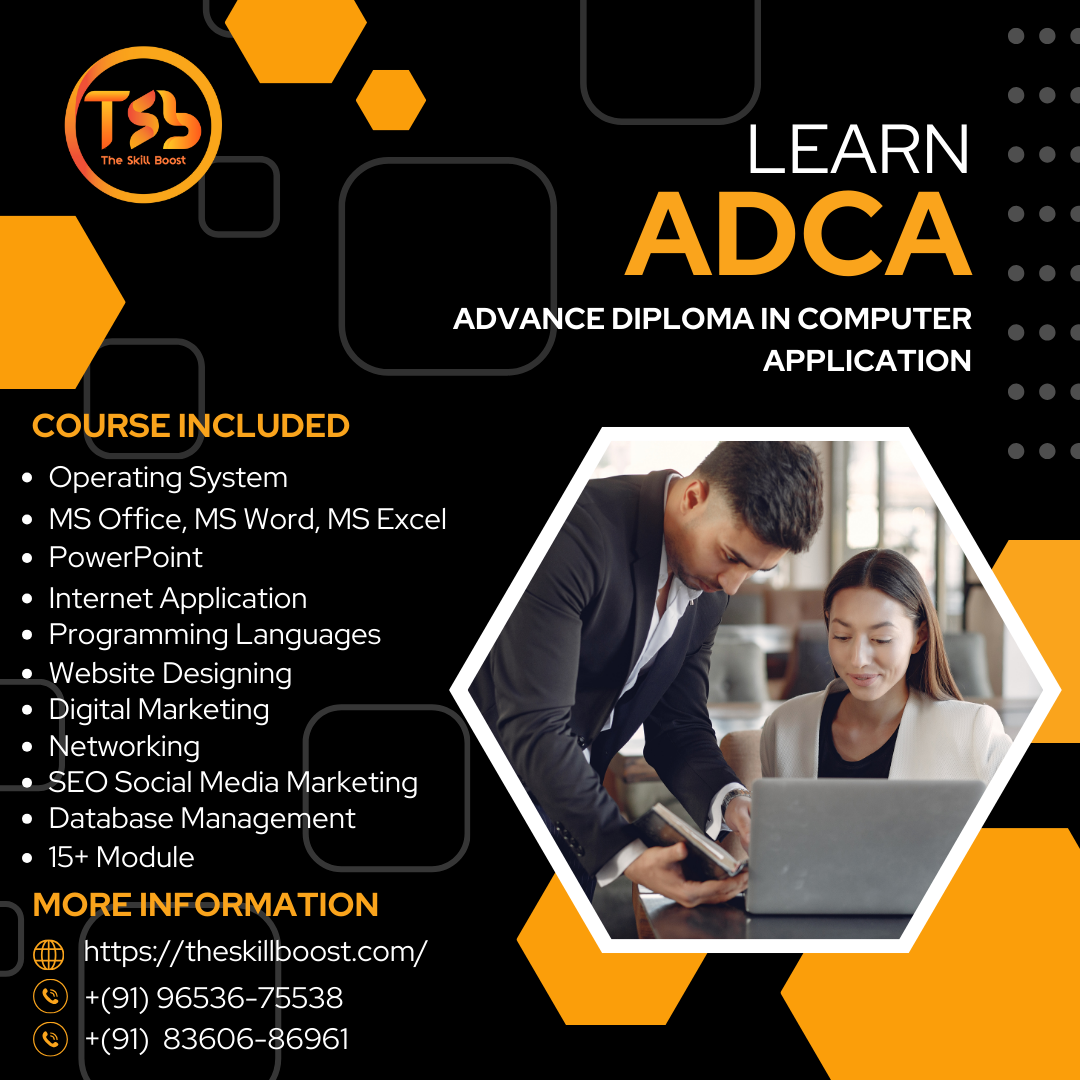 TSb
The Skill Boost
LEARN
ADCA
ADVANCE DIPLOMA IN COMPUTER
APPLICATION
COURSE INCLUDED
• Operating System
• MS Office, MS Word, MS Excel
• PowerPoint
• Internet Application
• Programming Languages
• Website Designing
• Digital Marketing
• Networking
• SEO Social Media Marketing
• Database Management
• 15+ Module
MORE INFORMATION
https://theskillboost.com/
+(91) 96536-75538
+(91) 83606-86961